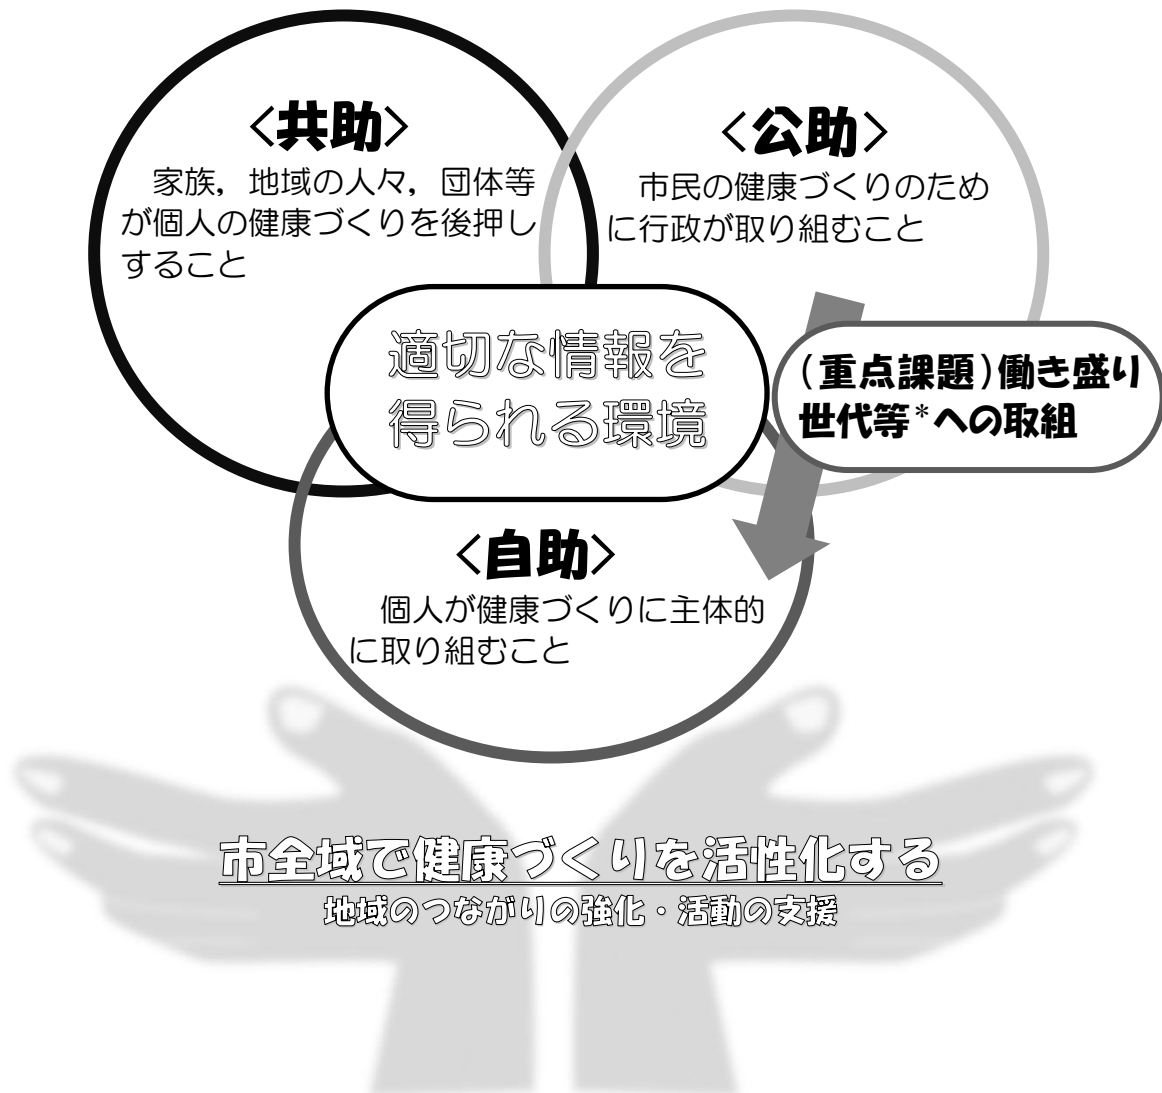 <共助>
家族，地域の人々，団体等
が個人の健康づくりを後押し
すること
<公助>
市民の健康づくりのため
に行政が取り組むこと
適切な情報を
得られる環境
(重点課題)働き盛り
世代等*への取組
<自助>
個人が健康づくりに主体的
に取り組むこと
市全域で健康づくりを活性化する
地域のつながりの強化・活動の支援